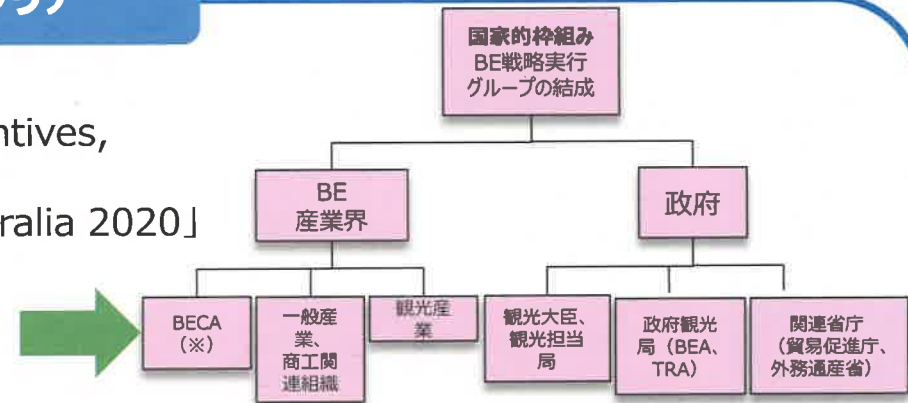 国家的枠組み
BE戦略実行
グループの結成
ntives,
ralia 2020」
BE
産業界
政府
BECA
（※）
一般産
業、
商工関
連組織
観光産
業
観光大臣、
観光担当
局
政府観光
局（BEA、
TRA）
関連省庁
（貿易促進庁、
外務通産省）